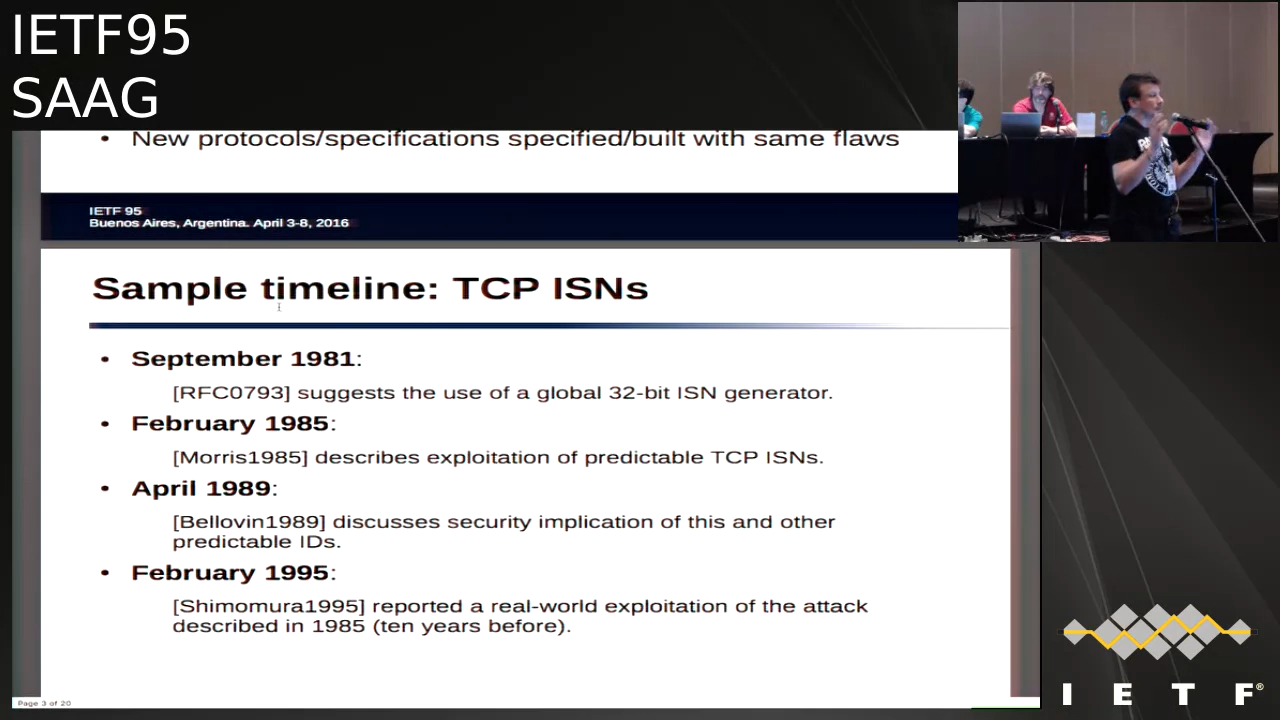 IETF95
SAAG
• New protocols/specifications specified/built with same flaws
IETF 95
Buenos Aires, Argentina. April 3-8, 2016
Sample timeline: TCP ISNs
• September 1981:
[RFC0793] suggests the use of a global 32-bit ISN generator.
• February 1985:
[Morris1985] describes exploitation of predictable TCP ISNs.
• April 1989:
[Bellovin1989] discusses security implication of this and other
predictable IDs.
• February 1995:
[Shimomura1995] reported a real-world exploitation of the attack
described in 1985 (ten years before).
Page 3 of 20
I E T F®